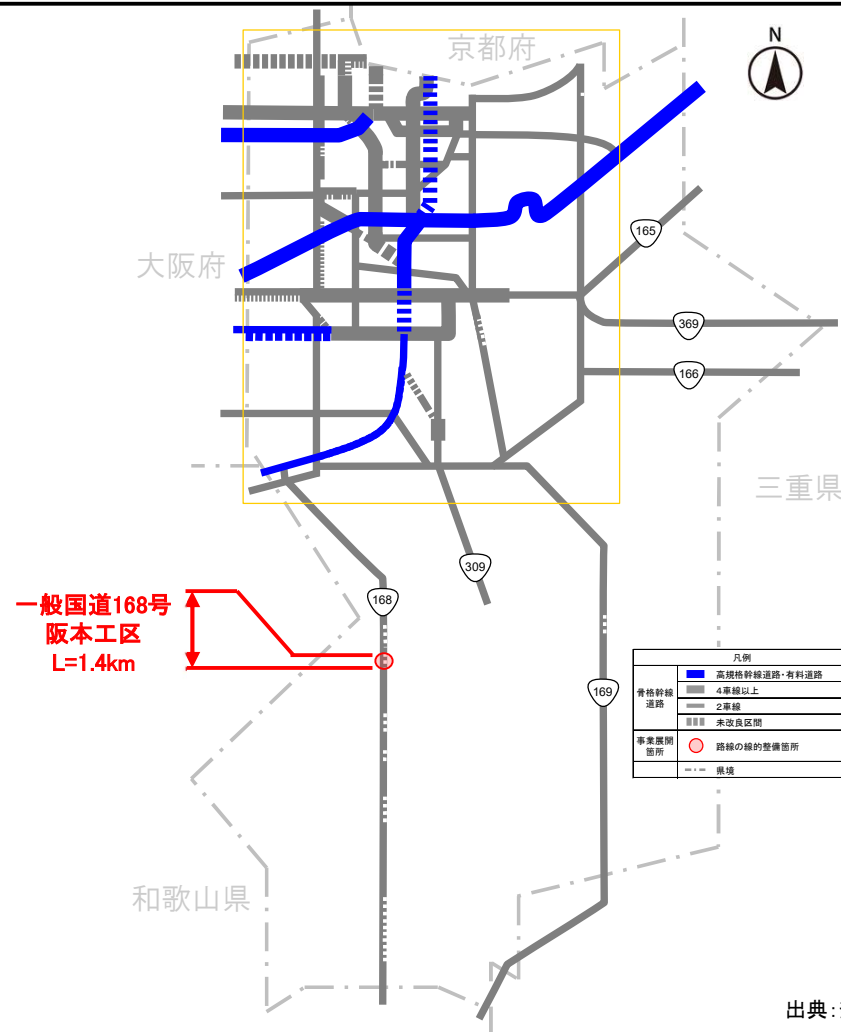 京都府
N
大阪府
165
369
166
三重県
309
一般国道168号
阪本工区
L=1.4km
168
169
凡例
骨格幹線
道路
高規格幹線道路・有料道路
4車線以上
2車線
未改良区間
事業展開
箇所
路線の線的整備箇所
県境
和歌山県
出典: